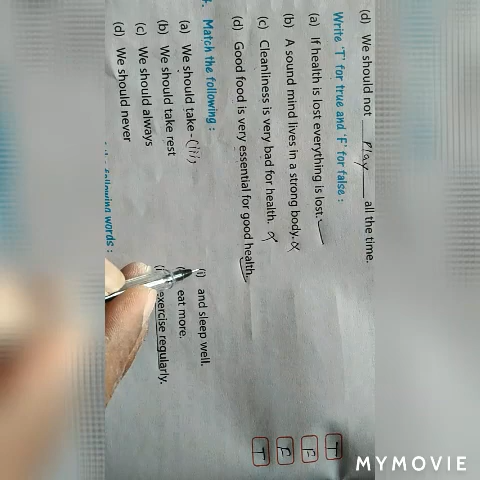 (d) We should not play all the time.
Write 'T' for true and 'F' for false :
(a) If health is lost everything is lost. T
(b) A sound mind lives in a strong body. F
(c) Cleanliness is very bad for health. F
(d) Good food is very essential for good health. T
Match the following :
(a) We should take - (iii) (i) and sleep well.
(b) We should take rest eat more.
(c) We should always exercise regularly.
(d) We should never
following words :
MYMOVIE